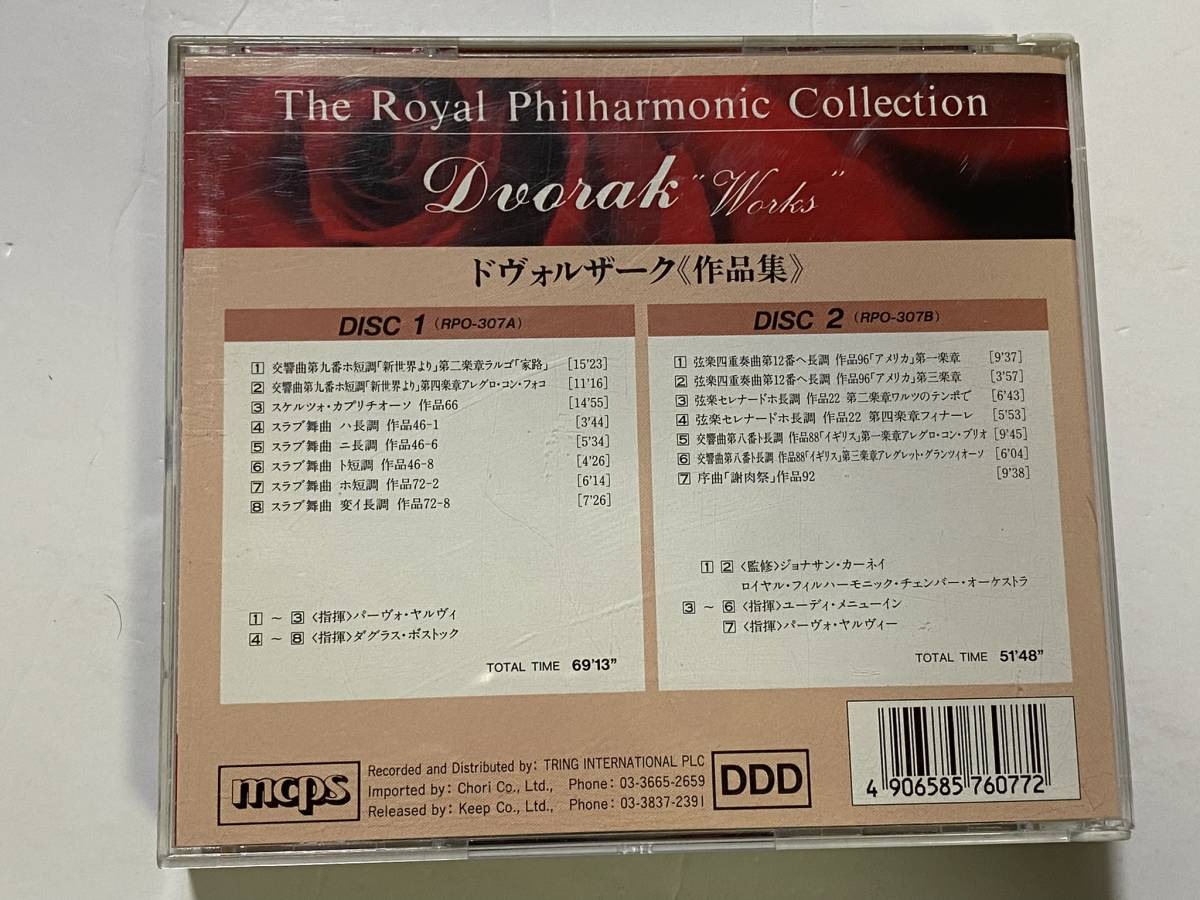 The Royal Philharmonic Collection
Dvorak "Works"
ドヴォルザーク《作品集》
DISC 1 (RPO-307A)
1 交響曲第九番ホ短調「新世界より」第二楽章ラルゴ「家路」 [15'23]
2 交響曲第九番ホ短調「新世界より」第四楽章アレグロ・コン・フォコ [11'16]
3 スケルツォ・カプリチオーソ 作品66 [14'55]
4 スラブ舞曲 ハ長調 作品46-1 [3'44]
5 スラブ舞曲 ニ長調 作品46-6 [5'34]
6 スラブ舞曲 ト短調 作品46-8 [4'26]
7 スラブ舞曲 ホ短調 作品72-2 [6'14]
8 スラブ舞曲 変イ長調 作品72-8 [7'26]
1 ～ 3 〈指揮〉パーヴォ・ヤルヴィ
4 ～ 8 〈指揮〉ダグラス・ボストック
TOTAL TIME 69'13"
DISC 2 (RPO-307B)
1 弦楽四重奏曲第12番ヘ長調 作品96「アメリカ」第一楽章 [9'37]
2 弦楽四重奏曲第12番ヘ長調 作品96「アメリカ」第三楽章 [3'57]
3 弦楽セレナードホ長調 作品22 第二楽章ワルツのテンポで [6'43]
4 弦楽セレナードホ長調 作品22 第四楽章フィナーレ [5'53]
5 交響曲第八番ト長調 作品88「イギリス」第一楽章アレグロ・コン・ブリオ [9'45]
6 交響曲第八番ト長調 作品88「イギリス」第三楽章アレグレット・グランツィオーソ [6'04]
7 序曲「謝肉祭」作品92 [9'38]
1 2 〈監修〉ジョナサン・カーネイ
ロイヤル・フィルハーモニック・チェンバー・オーケストラ
3 ～ 6 〈指揮〉ユーディ・メニューイン
7 〈指揮〉パーヴォ・ヤルヴィー
TOTAL TIME 51'48"
mcps
Recorded and Distributed by: TRING INTERNATIONAL PLC
Imported by: Chori Co., Ltd., Phone: 03-3665-2659
Released by: Keep Co., Ltd., Phone: 03-3837-2391
DDD
4 906585 760772